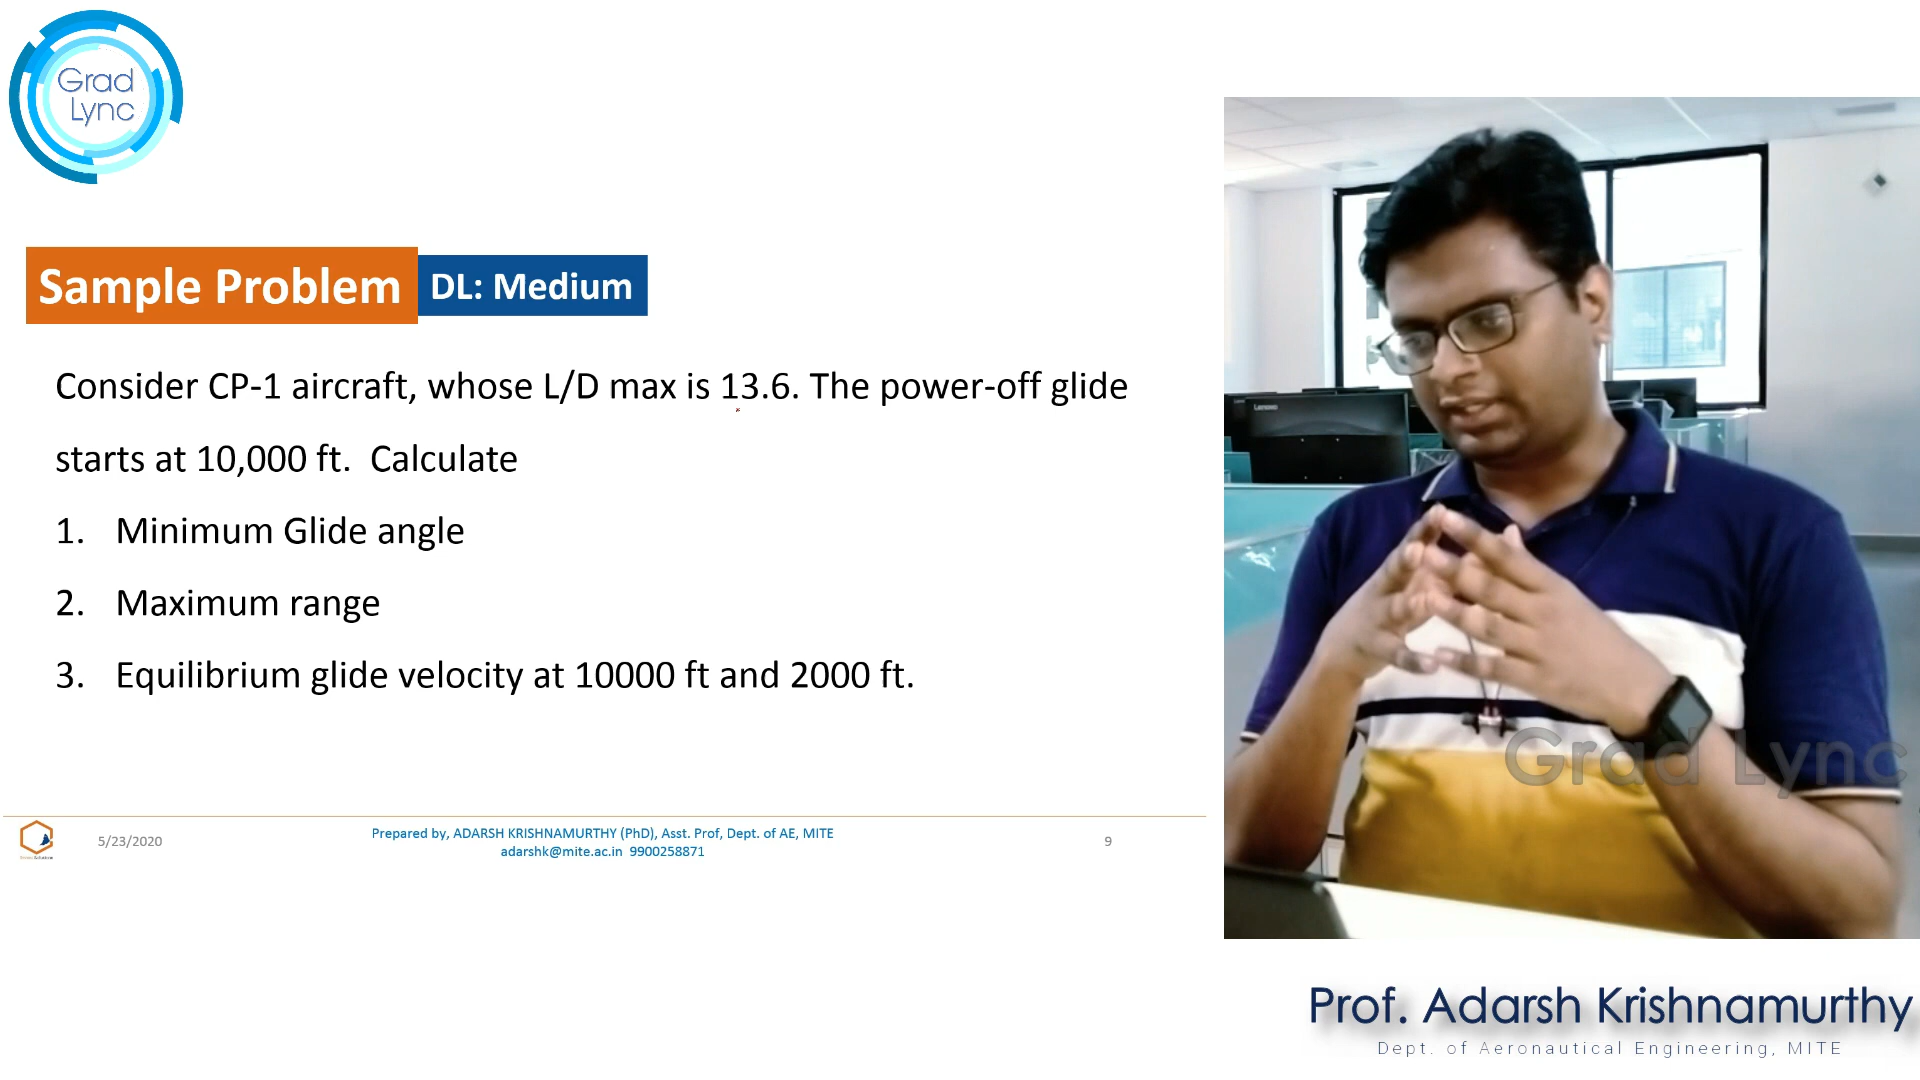 Grad
Lync
Sample Problem DL: Medium
Consider CP-1 aircraft, whose L/D max is 13.6. The power-off glide
starts at 10,000 ft. Calculate
1. Minimum Glide angle
2. Maximum range
3. Equilibrium glide velocity at 10000 ft and 2000 ft.
5/23/2020
Prepared by, ADARSH KRISHNAMURTHY (PhD), Asst. Prof, Dept. of AE, MITE
adarshk@mite.ac.in 9900258871
9
Lenovo
Grad Lync
Prof. Adarsh Krishnamurthy
Dept. of Aeronautical Engineering, MITE